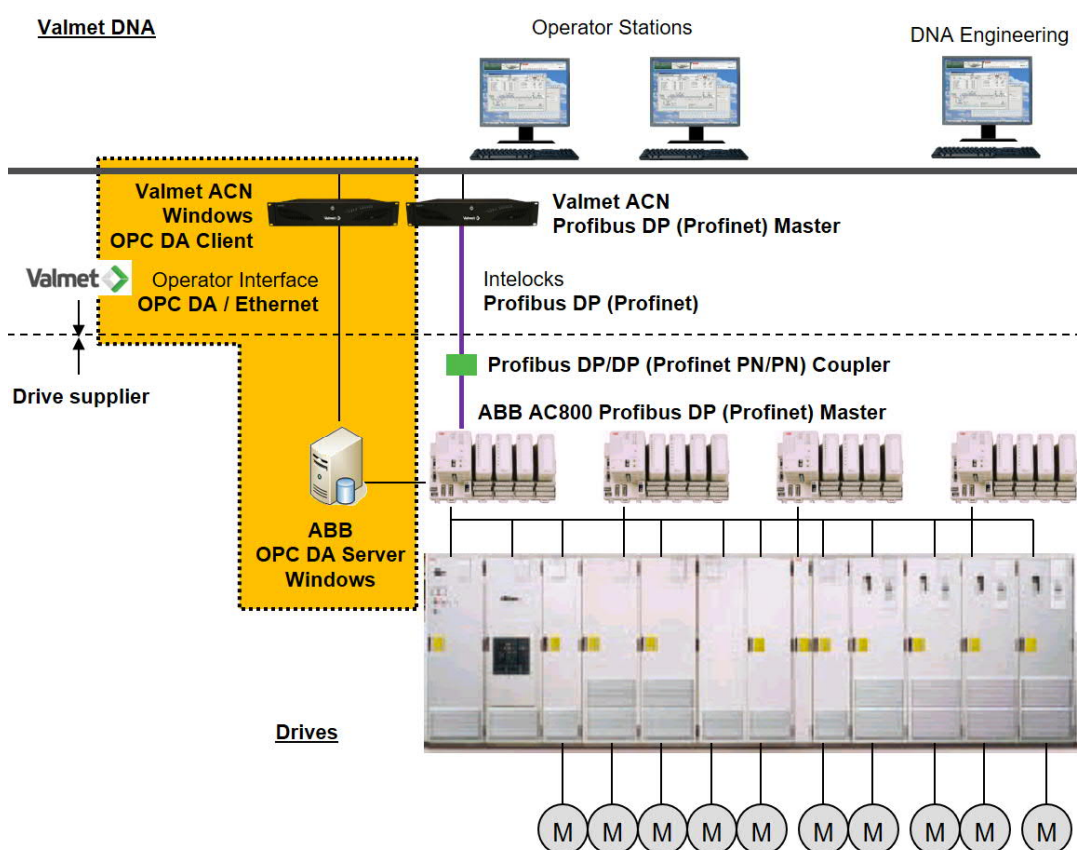 Valmet DNA
Operator Stations
DNA Engineering
Valmet ACN
Windows
OPC DA Client
Valmet ACN
Profibus DP (Profinet) Master
Valmet
Operator Interface
OPC DA / Ethernet
Intelocks
Profibus DP (Profinet)
Profibus DP/DP (Profinet PN/PN) Coupler
Drive supplier
ABB AC800 Profibus DP (Profinet) Master
ABB
OPC DA Server
Windows
Drives
M
M
M
M
M
M
M
M
M
M